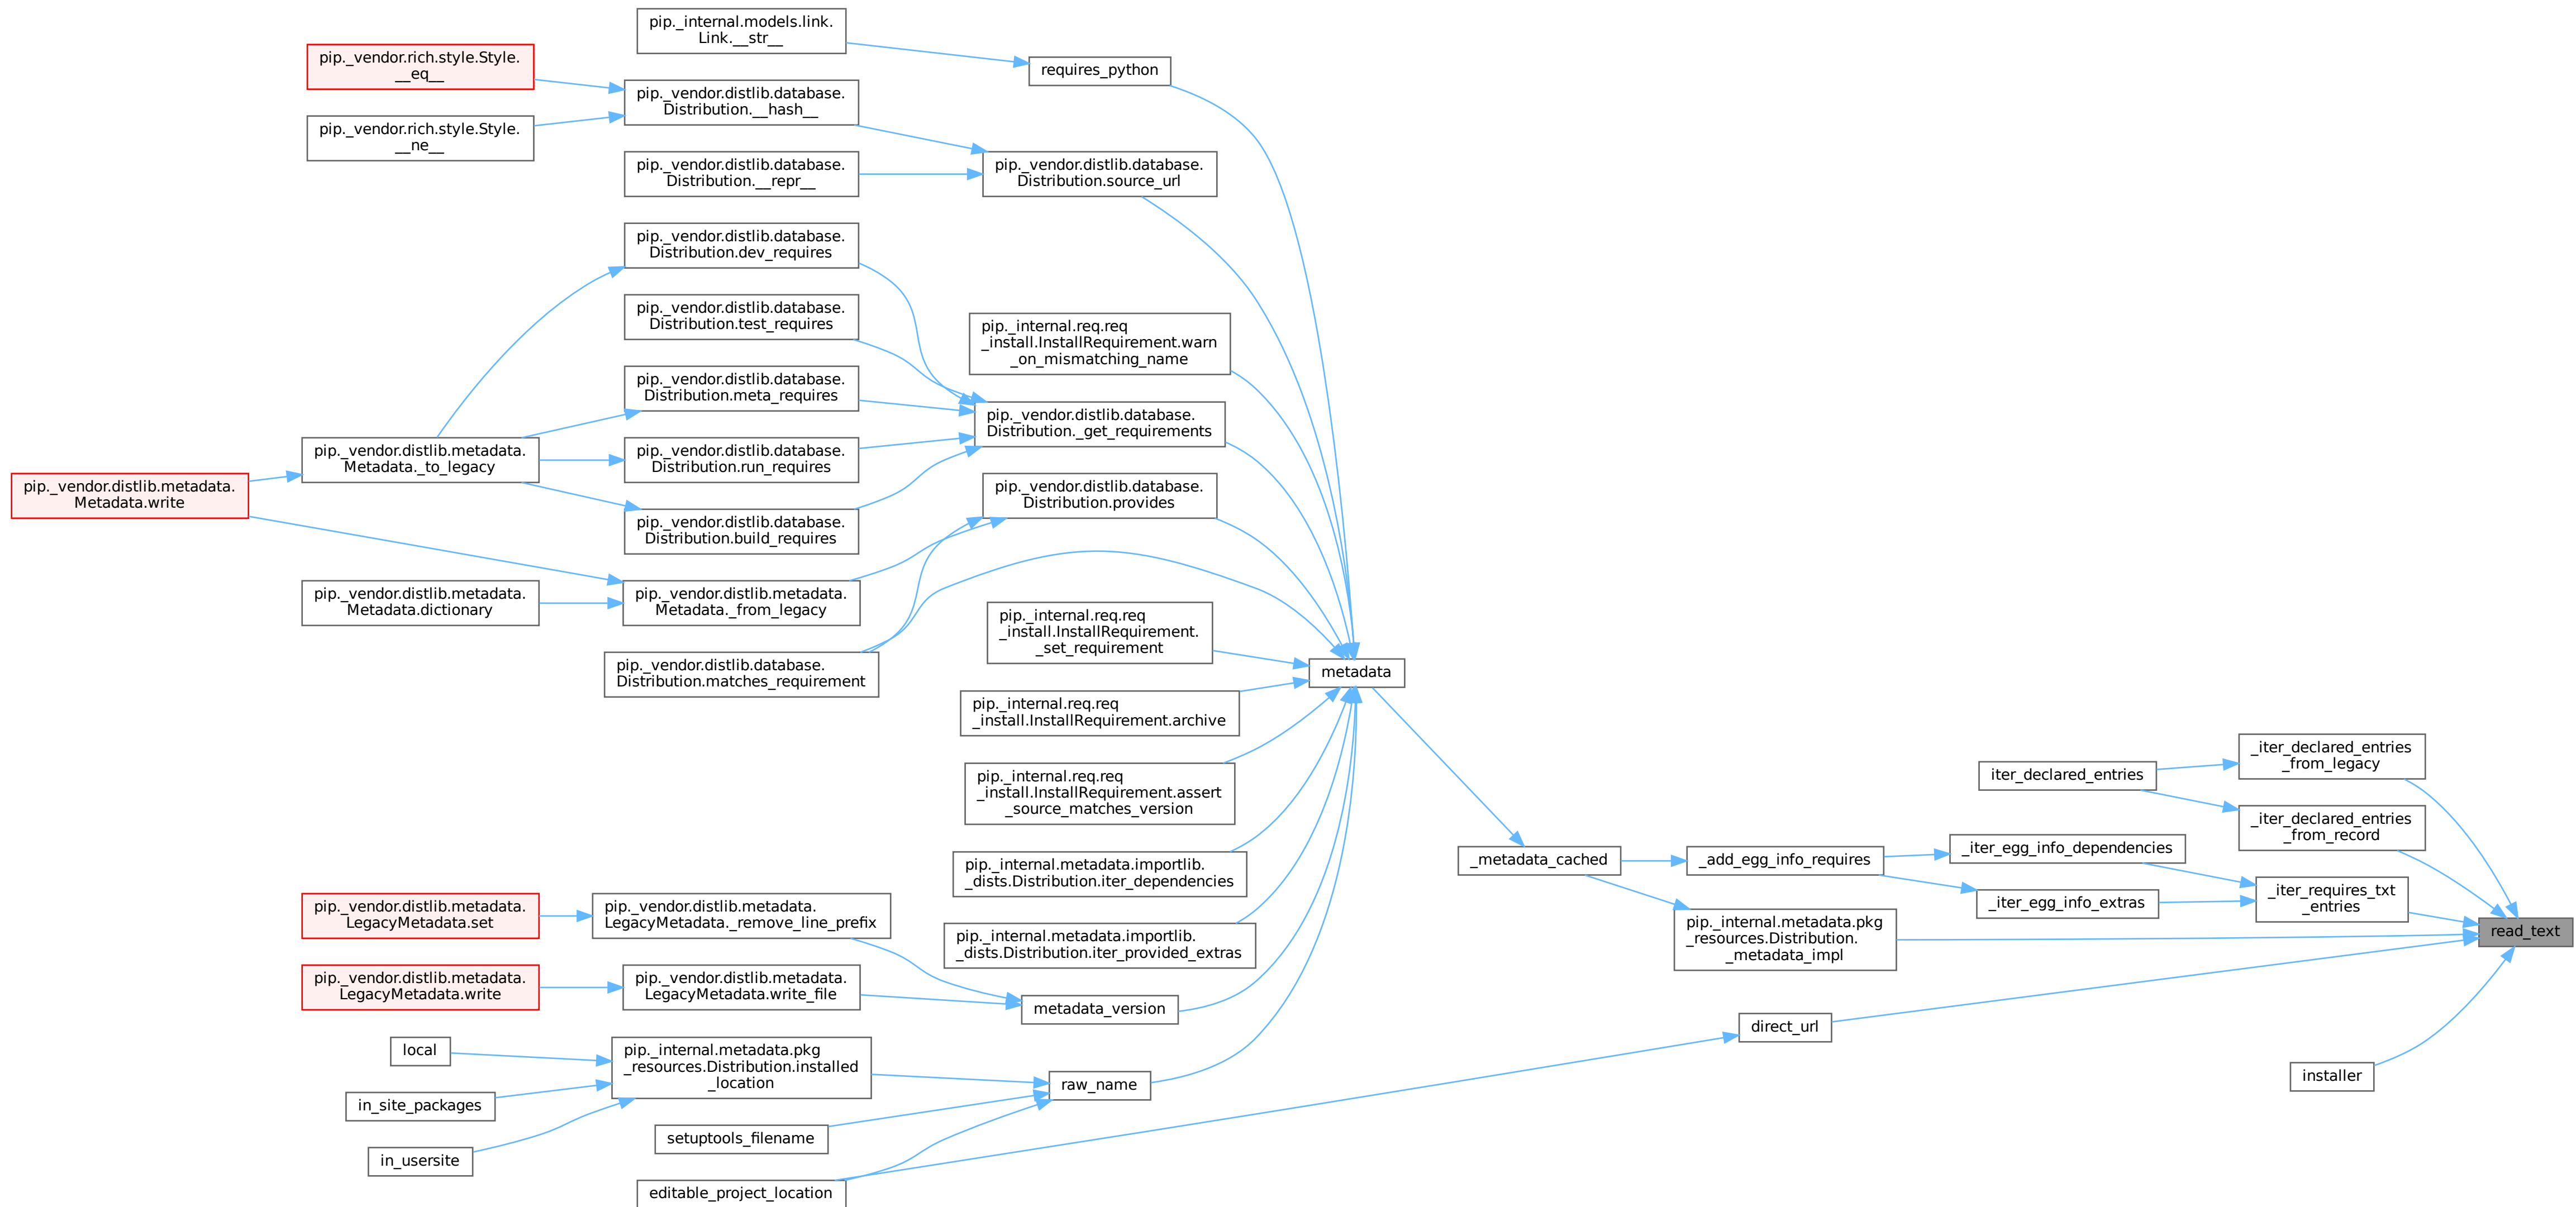 pip._internal.models.link.
Link.__str__
pip._vendor.rich.style.Style.
__eq__
requires_python
pip._vendor.distlib.database.
Distribution.__hash__
pip._vendor.rich.style.Style.
__ne__
pip._vendor.distlib.database.
Distribution.__repr__
pip._vendor.distlib.database.
Distribution.source_url
pip._vendor.distlib.database.
Distribution.dev_requires
pip._vendor.distlib.database.
Distribution.test_requires
pip._internal.req.req
_install.InstallRequirement.warn
_on_mismatching_name
pip._vendor.distlib.database.
Distribution.meta_requires
pip._vendor.distlib.database.
Distribution._get_requirements
pip._vendor.distlib.metadata.
Metadata._to_legacy
pip._vendor.distlib.database.
Distribution.run_requires
pip._vendor.distlib.metadata.
Metadata.write
pip._vendor.distlib.database.
Distribution.provides
pip._vendor.distlib.database.
Distribution.build_requires
pip._vendor.distlib.metadata.
Metadata.dictionary
pip._vendor.distlib.metadata.
Metadata._from_legacy
pip._internal.req.req
_install.InstallRequirement.
_set_requirement
pip._vendor.distlib.database.
Distribution.matches_requirement
metadata
pip._internal.req.req
_install.InstallRequirement.archive
pip._internal.req.req
_install.InstallRequirement.assert
_source_matches_version
_iter_declared_entries
_from_legacy
iter_declared_entries
_iter_declared_entries
_from_record
_metadata_cached
_add_egg_info_requires
_iter_egg_info_dependencies
pip._internal.metadata.importlib.
_dists.Distribution.iter_dependencies
_iter_egg_info_extras
_iter_requires_txt
_entries
pip._vendor.distlib.metadata.
LegacyMetadata.set
pip._vendor.distlib.metadata.
LegacyMetadata._remove_line_prefix
pip._internal.metadata.importlib.
_dists.Distribution.iter_provided_extras
pip._internal.metadata.pkg
_resources.Distribution.
_metadata_impl
read_text
pip._vendor.distlib.metadata.
LegacyMetadata.write
pip._vendor.distlib.metadata.
LegacyMetadata.write_file
metadata_version
direct_url
local
pip._internal.metadata.pkg
_resources.Distribution.installed
_location
raw_name
installer
in_site_packages
setuptools_filename
in_usersite
editable_project_location